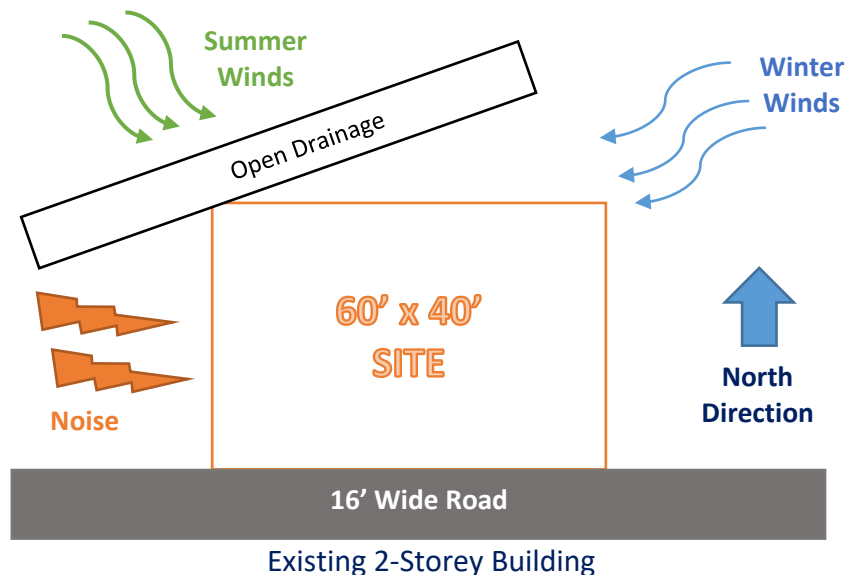 Summer
Winds
Winter
Winds
Open Drainage
60’ x 40’
SITE
Noise
North
Direction
16’ Wide Road
Existing 2-Storey Building